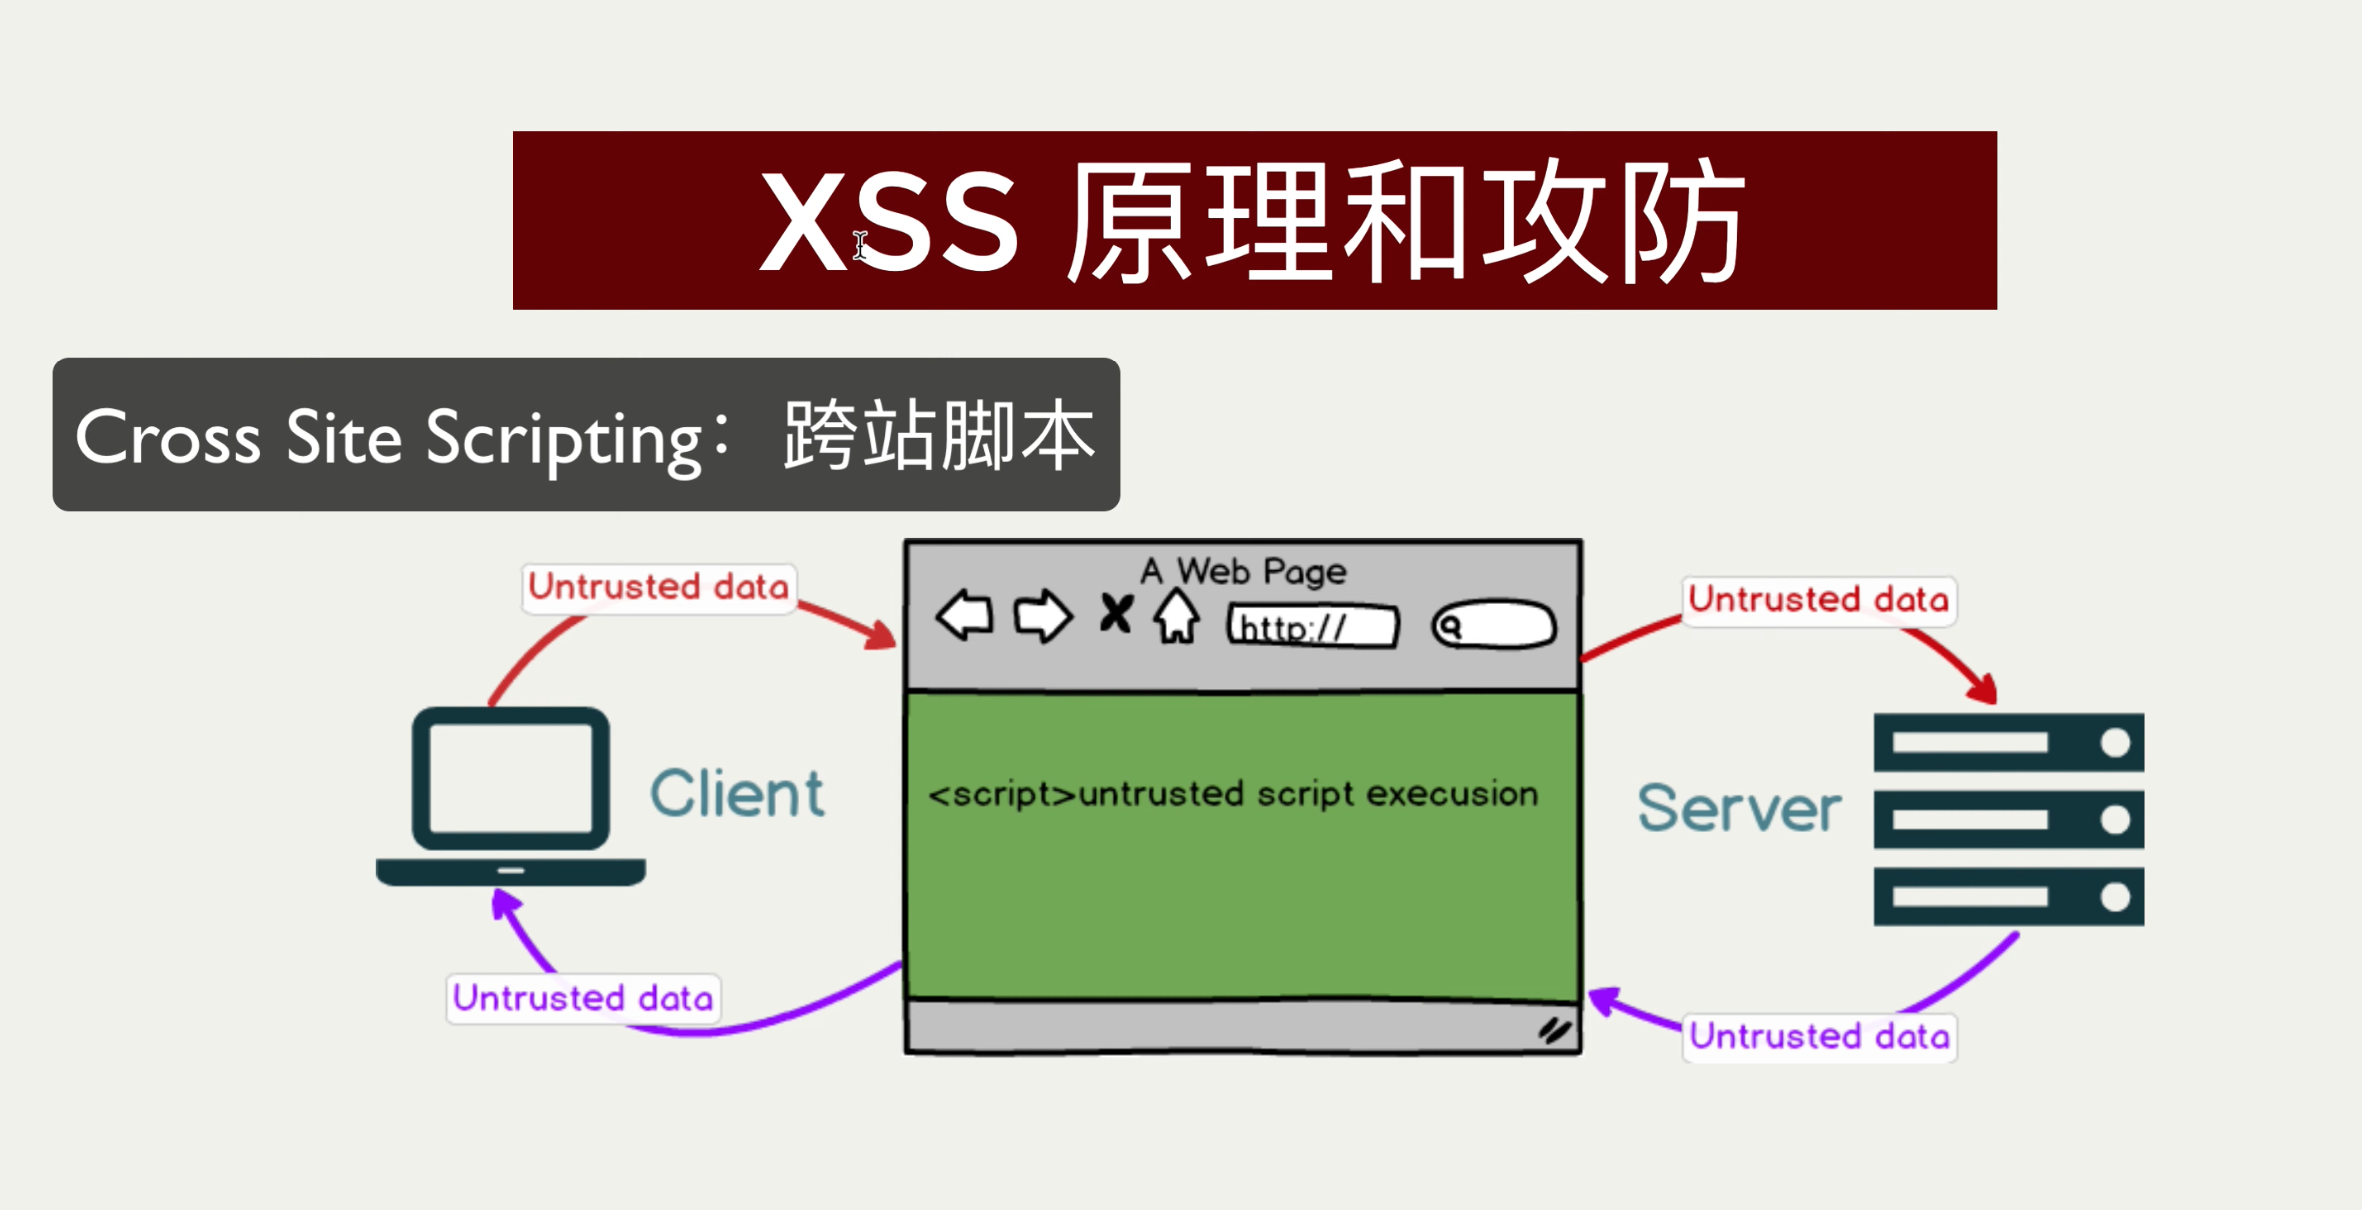 XSS 原理和攻防
Cross Site Scripting：跨站脚本
Untrusted data
A Web Page
http://
Untrusted data
Client
<script>untrusted script execusion
Server
Untrusted data
Untrusted data